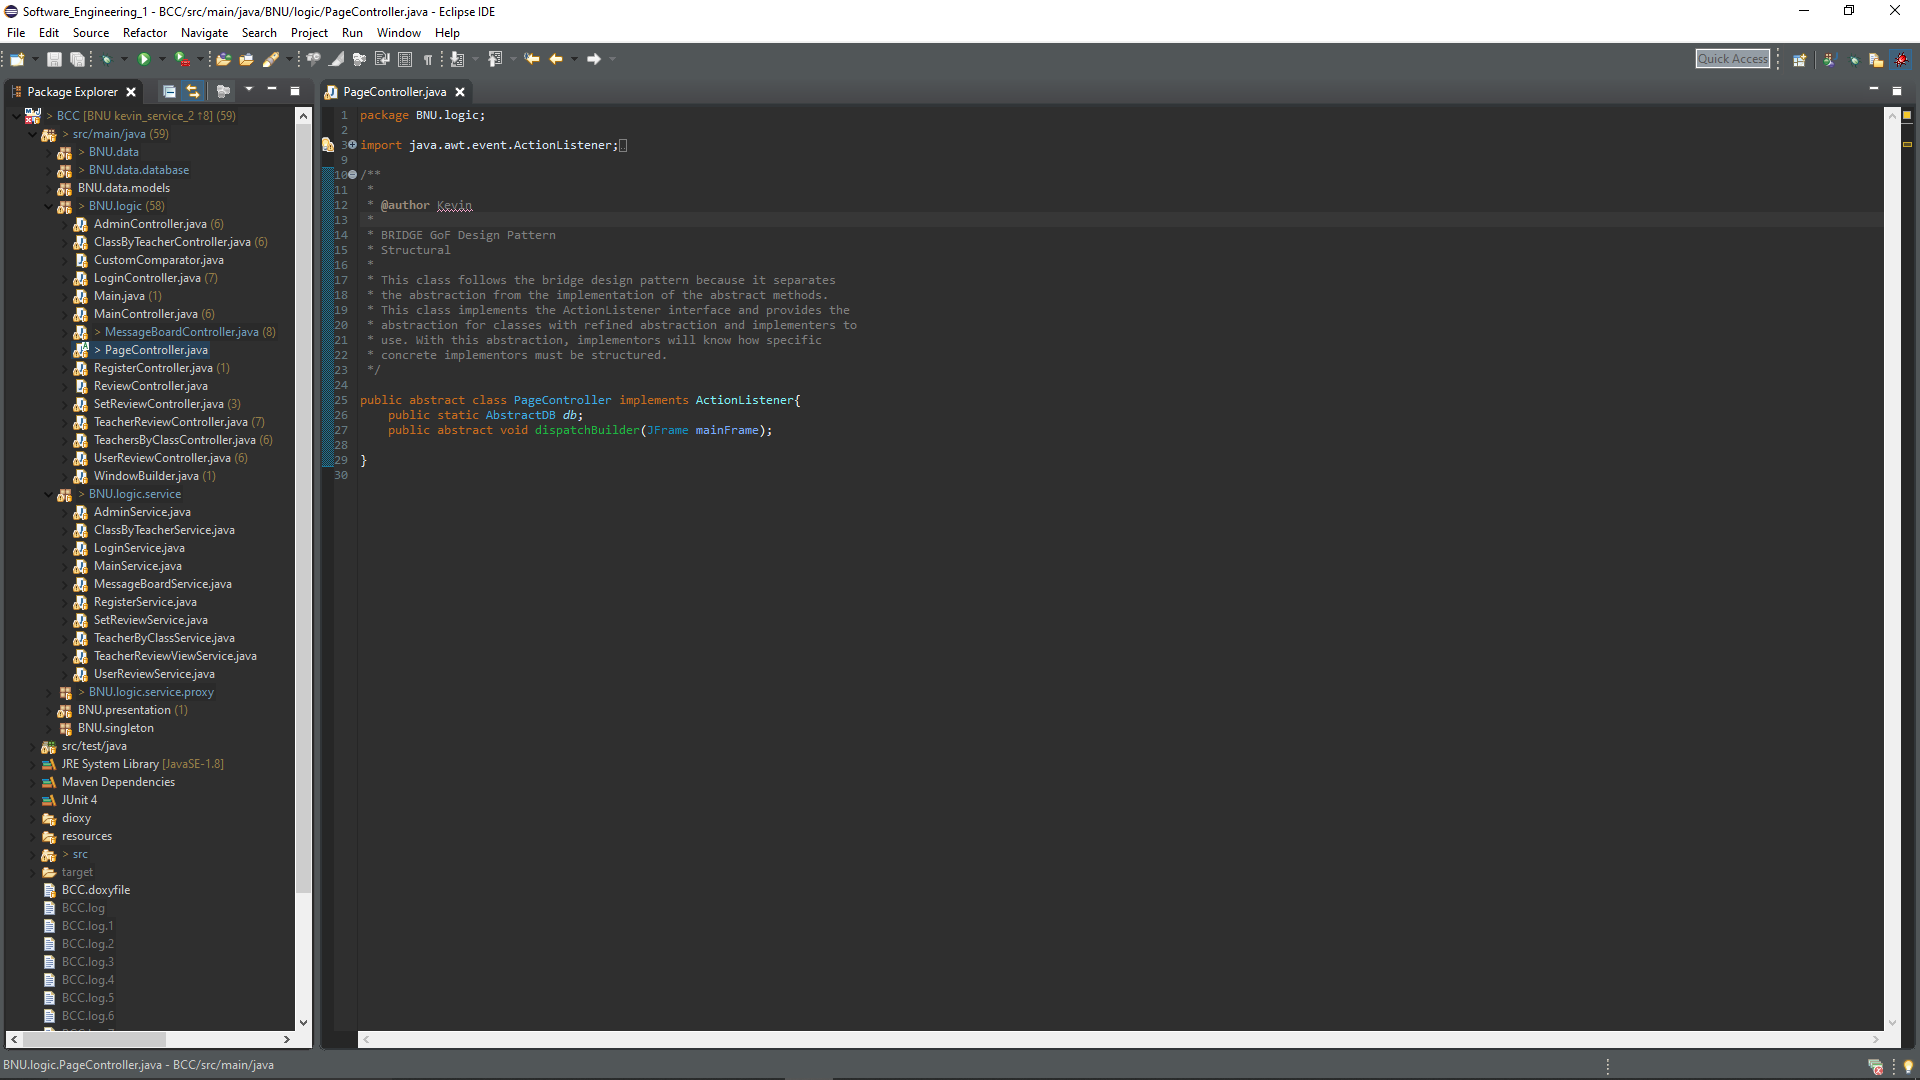 Software_Engineering_1 - BCC/src/main/java/BNU/logic/PageController.java - Eclipse IDE
File Edit Source Refactor Navigate Search Project Run Window Help
Quick Access
Package Explorer
> BCC [BNU kevin_service_2 ↑8] (59)
> src/main/java (59)
> BNU.data
> BNU.data.database
BNU.data.models
> BNU.logic (58)
AdminController.java (6)
ClassByTeacherController.java (6)
CustomComparator.java
LoginController.java (7)
Main.java (1)
MainController.java (6)
> MessageBoardController.java (8)
> PageController.java
RegisterController.java (1)
ReviewController.java
SetReviewController.java (3)
TeacherReviewController.java (7)
TeachersByClassController.java (6)
UserReviewController.java (6)
WindowBuilder.java (1)
> BNU.logic.service
AdminService.java
ClassByTeacherService.java
LoginService.java
MainService.java
MessageBoardService.java
RegisterService.java
SetReviewService.java
TeacherByClassService.java
TeacherReviewViewService.java
UserReviewService.java
> BNU.logic.service.proxy
BNU.presentation (1)
BNU.singleton
src/test/java
JRE System Library [JavaSE-1.8]
Maven Dependencies
JUnit 4
dioxy
resources
> src
target
BCC.doxyfile
BCC.log
BCC.log.1
BCC.log.2
BCC.log.3
BCC.log.4
BCC.log.5
BCC.log.6
PageController.java
1 package BNU.logic;
2
3 import java.awt.event.ActionListener;
9
10 /**
11 *
12 * @author Kevin
13 *
14 * BRIDGE GoF Design Pattern
15 * Structural
16 *
17 * This class follows the bridge design pattern because it separates
18 * the abstraction from the implementation of the abstract methods.
19 * This class implements the ActionListener interface and provides the
20 * abstraction for classes with refined abstraction and implementers to
21 * use. With this abstraction, implementors will know how specific
22 * concrete implementors must be structured.
23 */
24
25 public abstract class PageController implements ActionListener{
26 public static AbstractDB db;
27 public abstract void dispatchBuilder(JFrame mainFrame);
28
29 }
30
BNU.logic.PageController.java - BCC/src/main/java